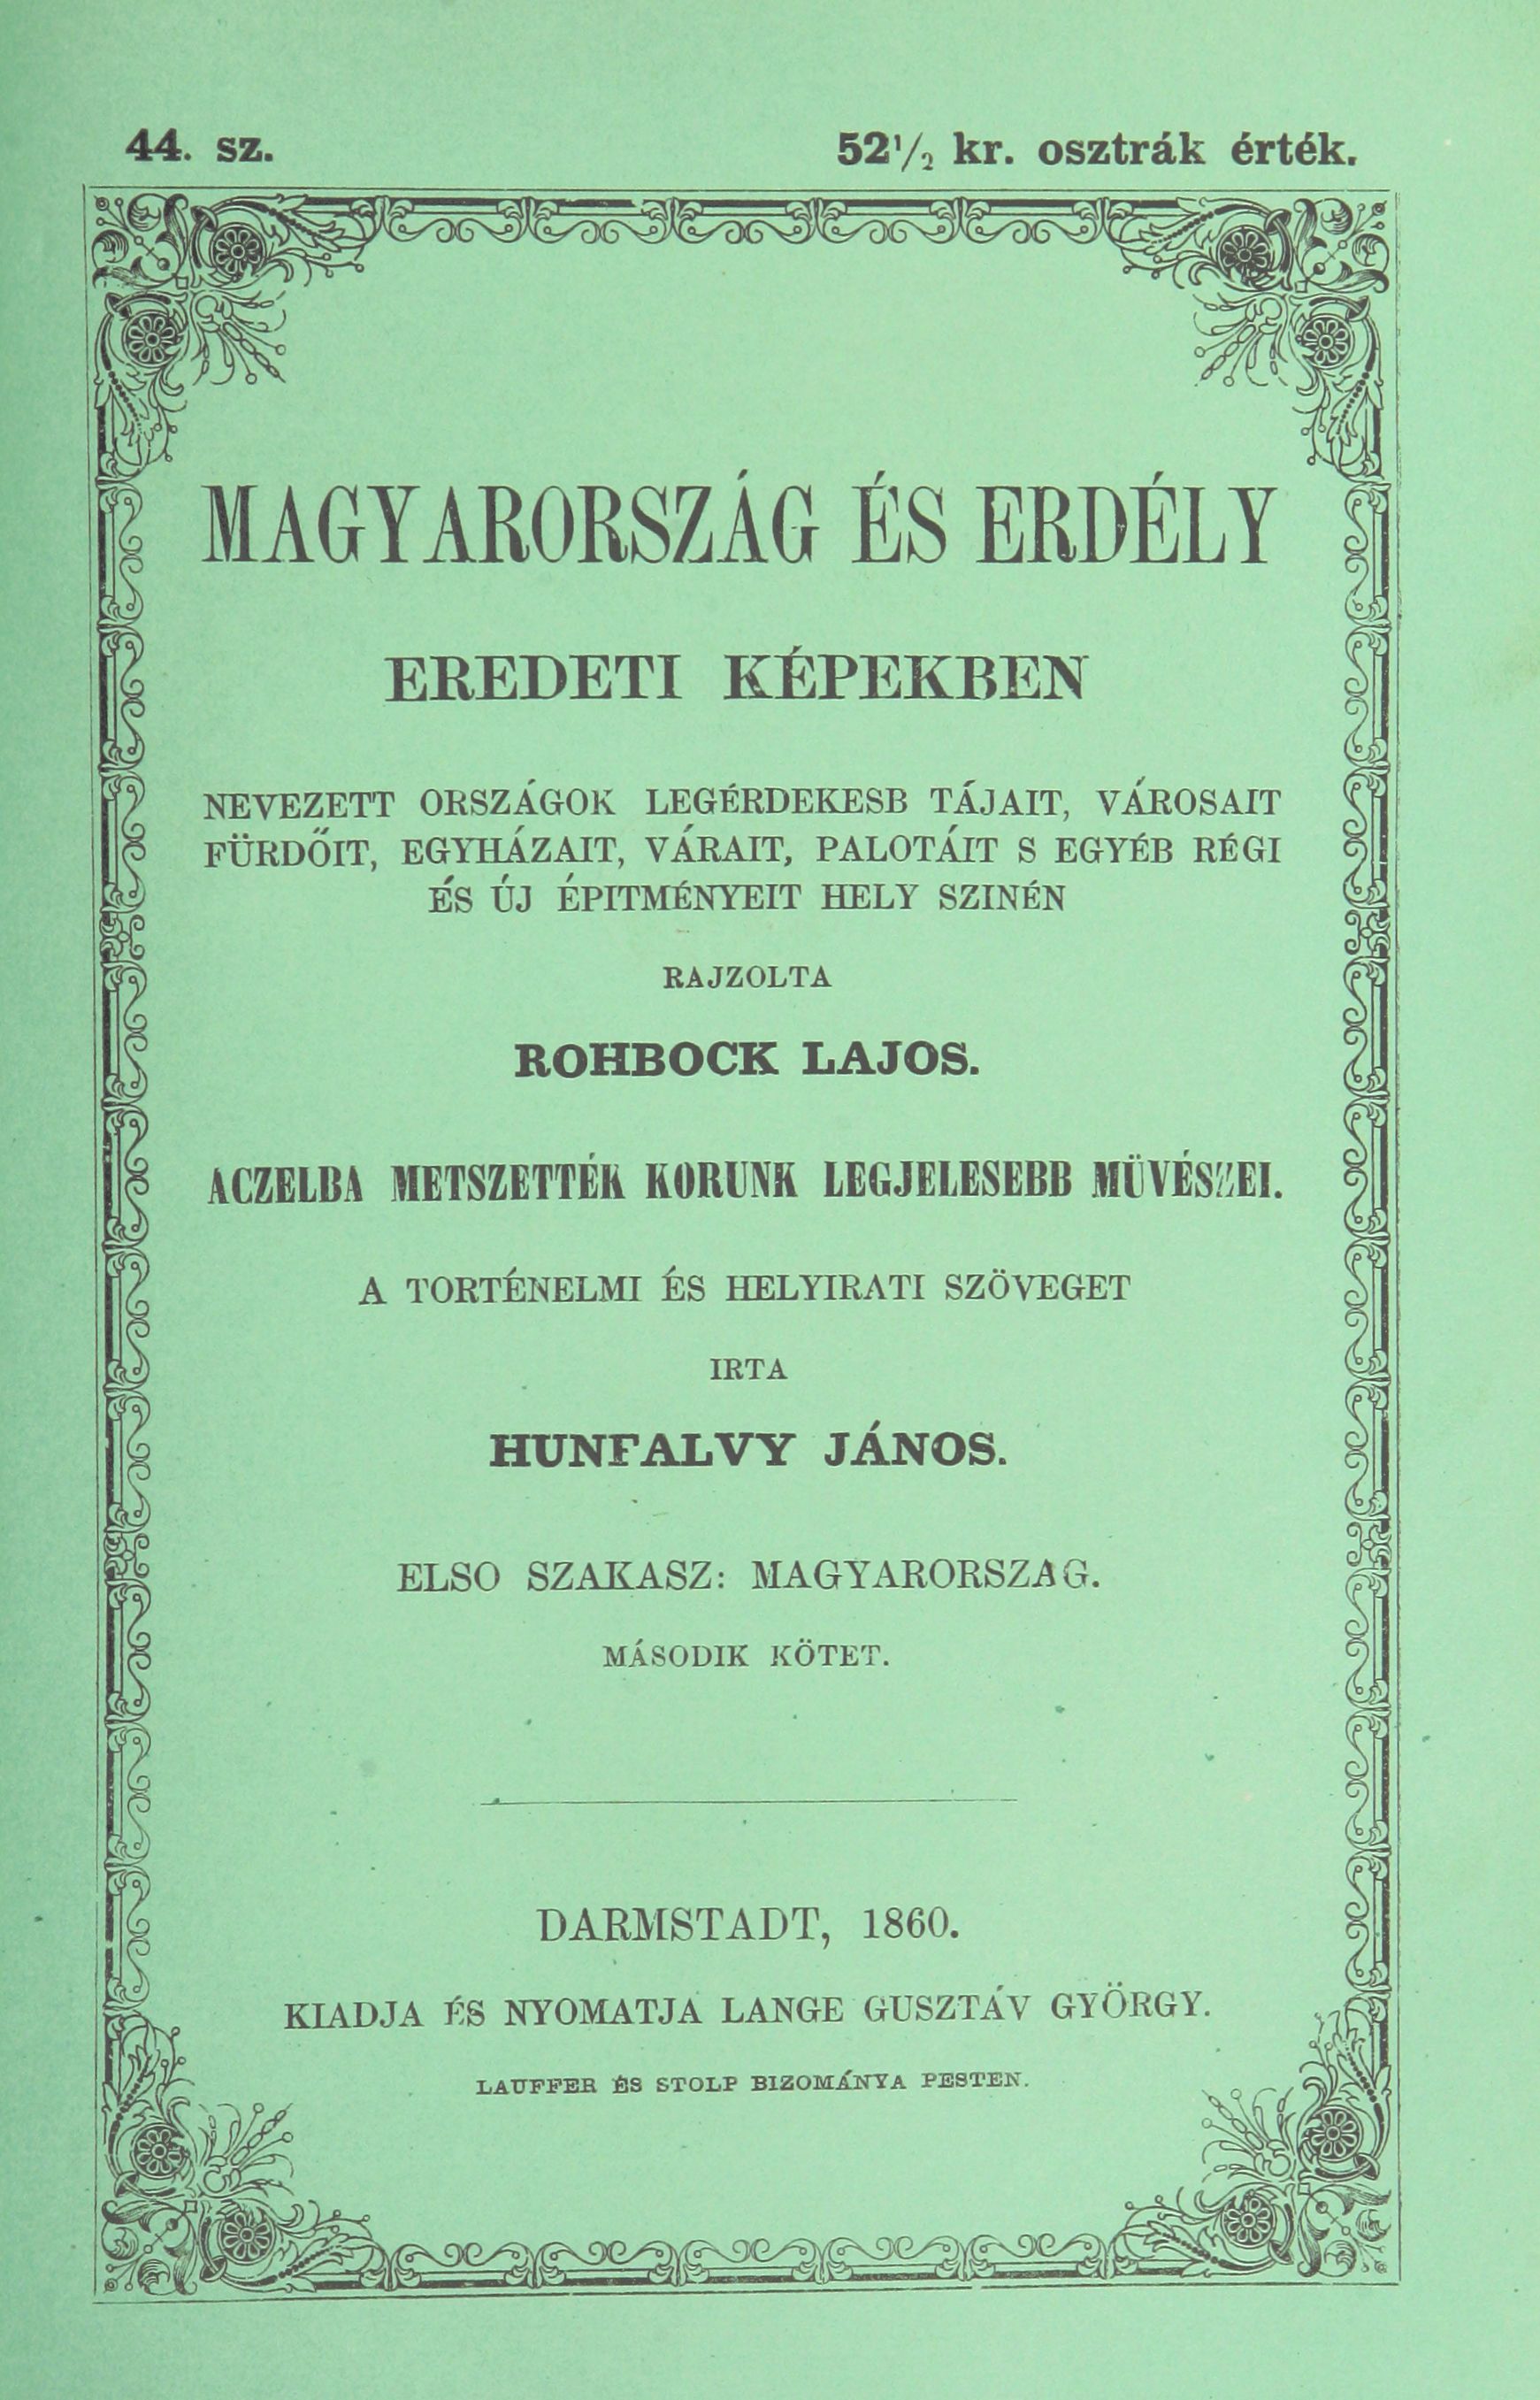 44. sz.
52½ kr. osztrák érték.
MAGYARORSZÁG ÉS ERDÉLY
EREDETI KÉPEKBEN
NEVEZETT ORSZÁGOK LEGÉRDEKESB TÁJAIT, VÁROSAIT
FÜRDŐIT, EGYHÁZAIT, VÁRAIT, PALOTÁIT S EGYÉB RÉGI
ÉS ÚJ ÉPITMÉNYEIT HELY SZINÉN
RAJZOLTA
ROHBOCK LAJOS.
ACZELBA METSZETTÉK KORUNK LEGJELESEBB MÜVÉSZEI.
A TORTÉNELMI ÉS HELYIRATI SZÖVEGET
IRTA
HUNFALVY JÁNOS.
ELSO SZAKASZ: MAGYARORSZAG.
MÁSODIK KÖTET.
DARMSTADT, 1860.
KIADJA ÉS NYOMATJA LANGE GUSZTÁV GYÖRGY.
LAUFFER ÉS STOLP BIZOMÁNYA PESTEN.